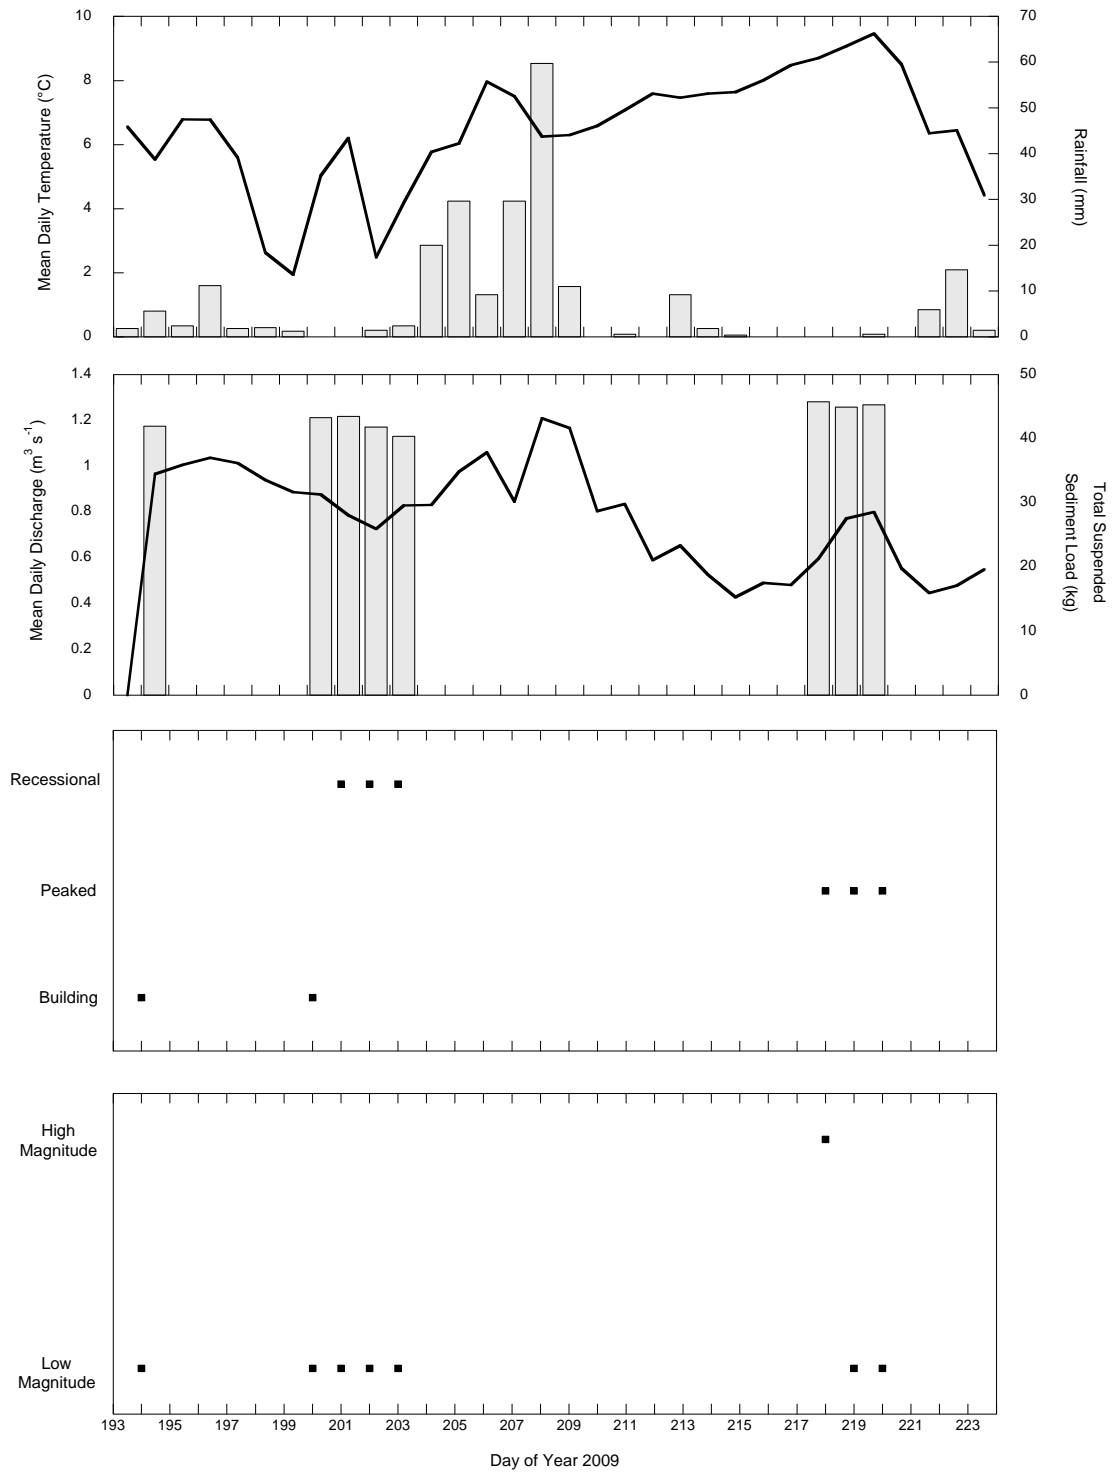 10
8
6
4
2
0
Mean Daily Temperature (°C)
70
60
50
40
30
20
10
0
Rainfall (mm)
1.4
1.2
1
0.8
0.6
0.4
0.2
0
Mean Daily Discharge (m³ s⁻¹)
50
40
30
20
10
0
Total Suspended
Sediment Load (kg)
Recessional
Peaked
Building
High
Magnitude
Low
Magnitude
193 195 197 199 201 203 205 207 209 211 213 215 217 219 221 223
Day of Year 2009